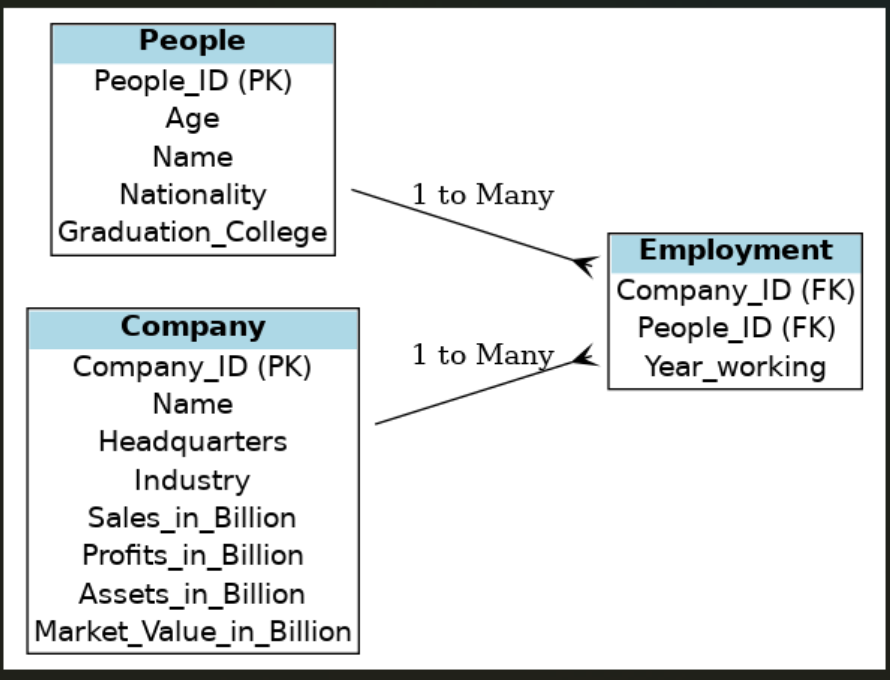 People
People_ID (PK)
Age
Name
Nationality
Graduation_College
1 to Many
Employment
Company_ID (FK)
People_ID (FK)
Year_working
1 to Many
Company
Company_ID (PK)
Name
Headquarters
Industry
Sales_in_Billion
Profits_in_Billion
Assets_in_Billion
Market_Value_in_Billion